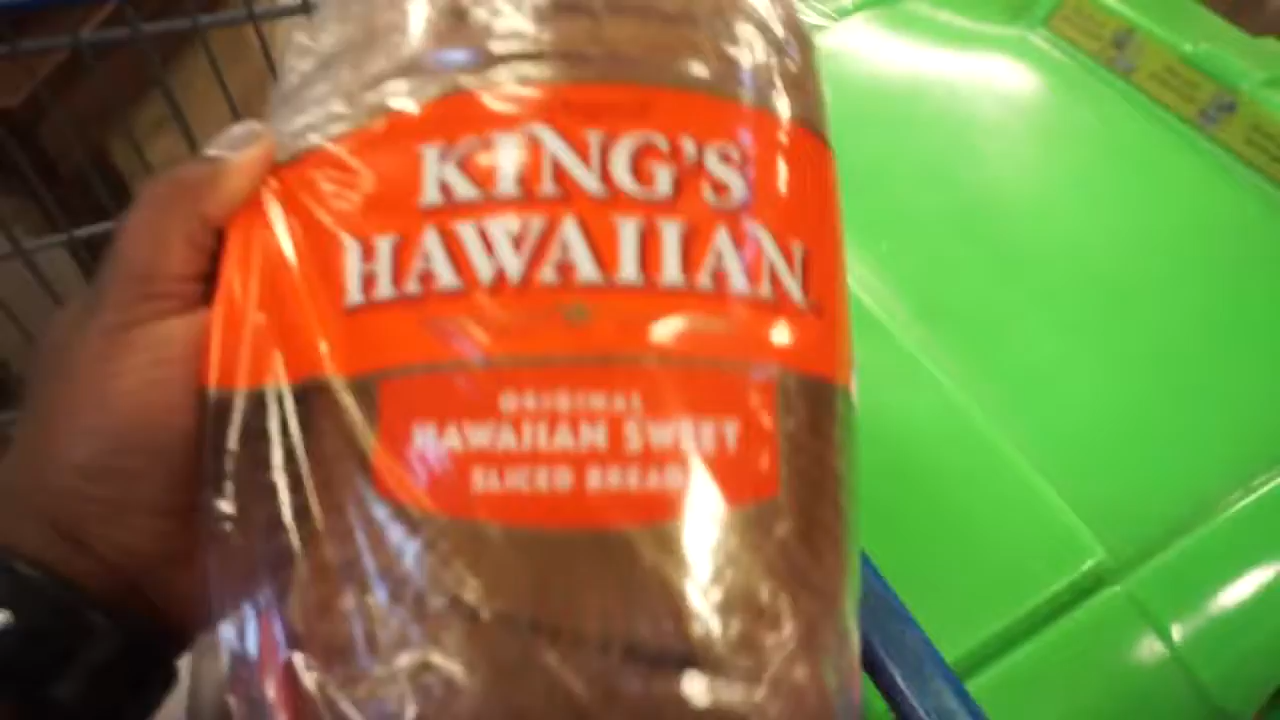 KING'S
HAWAIIAN
ORIGINAL
HAWAIIAN SWEET
SLICED BREAD